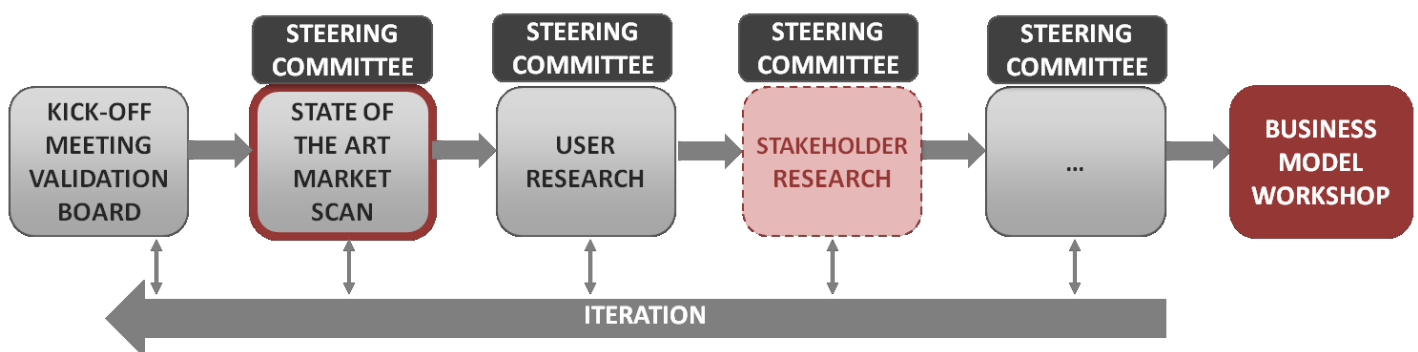 STEERING
COMMITTEE
STEERING
COMMITTEE
STEERING
COMMITTEE
STEERING
COMMITTEE
KICK-OFF
MEETING
VALIDATION
BOARD
STATE OF
THE ART
MARKET
SCAN
USER
RESEARCH
STAKEHOLDER
RESEARCH
...
BUSINESS
MODEL
WORKSHOP
ITERATION